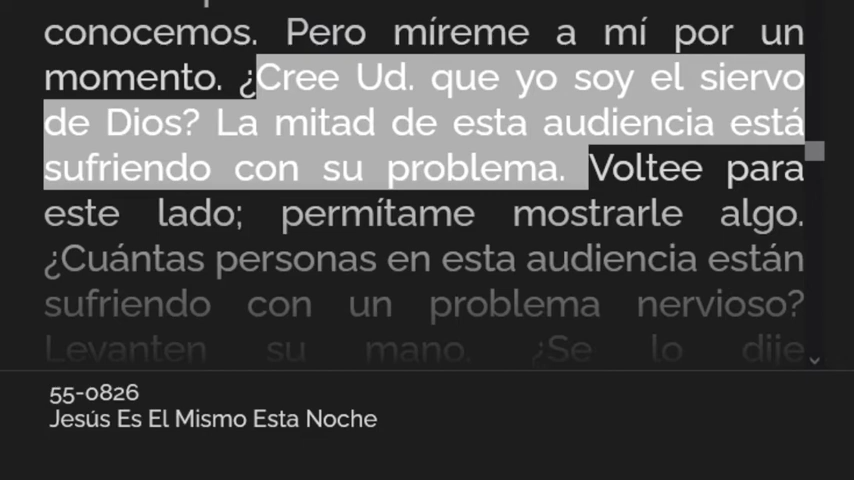 conocemos. Pero míreme a mí por un
momento. ¿Cree Ud. que yo soy el siervo
de Dios? La mitad de esta audiencia está
sufriendo con su problema. Voltee para
este lado; permítame mostrarle algo.
¿Cuántas personas en esta audiencia están
sufriendo con un problema nervioso?
Levanten su mano. ¿Se lo dije
55-0826
Jesús Es El Mismo Esta Noche